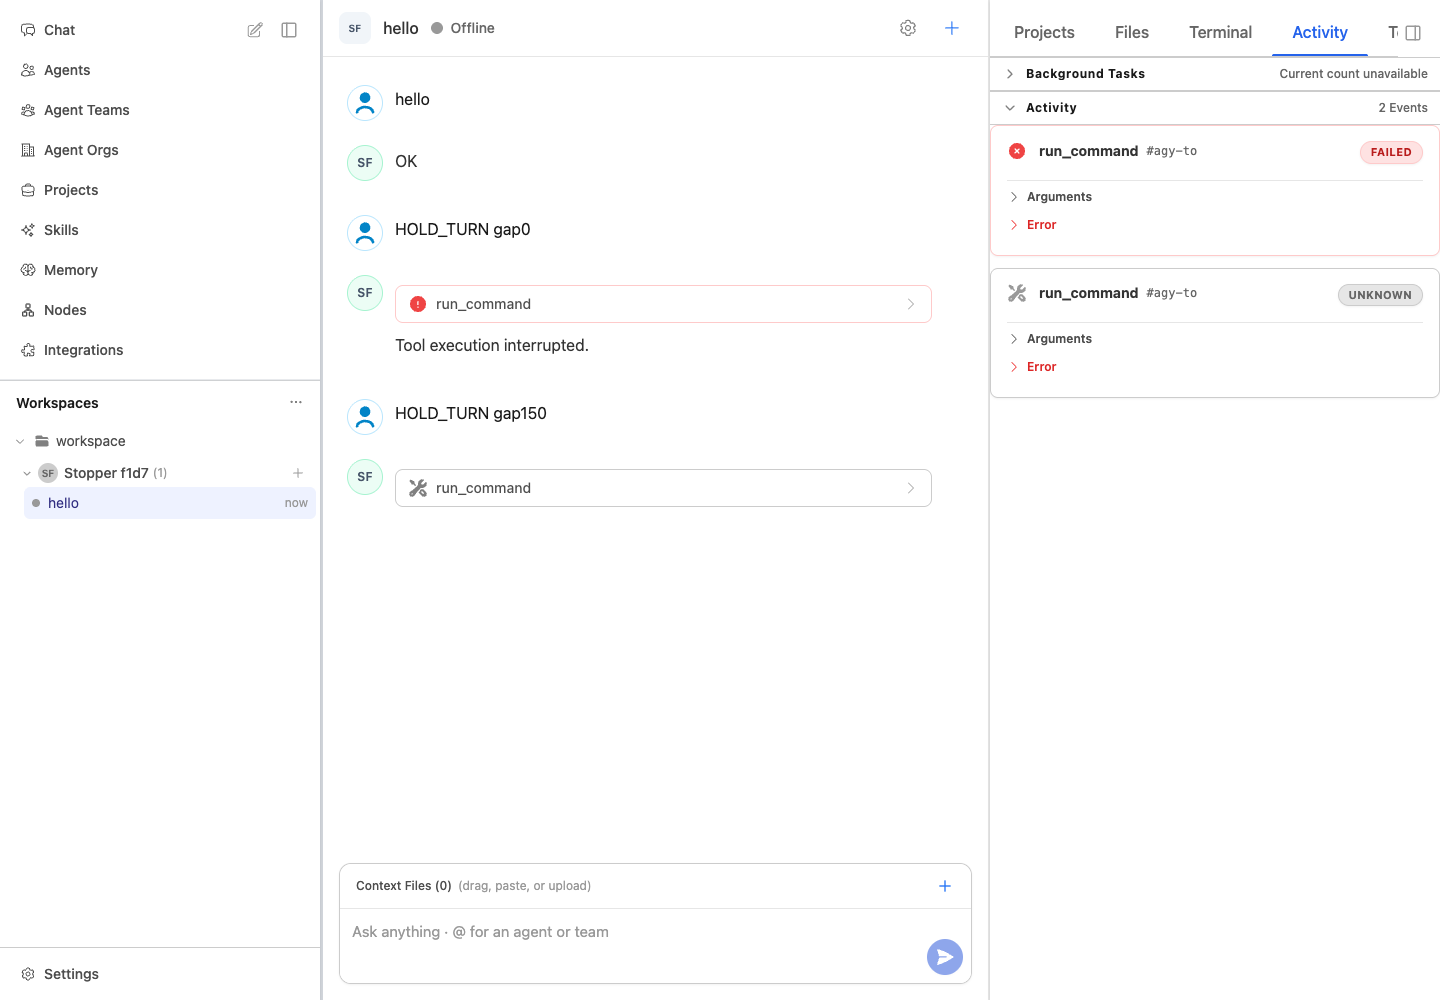 Chat
Agents
Agent Teams
Agent Orgs
Projects
Skills
Memory
Nodes
Integrations
Workspaces
workspace
SF Stopper f1d7 (1)
hello now
Settings
SF hello Offline
hello
SF OK
HOLD_TURN gap0
SF run_command
Tool execution interrupted.
HOLD_TURN gap150
SF run_command
Context Files (0) (drag, paste, or upload)
Ask anything · @ for an agent or team
Projects Files Terminal Activity
Background Tasks Current count unavailable
Activity 2 Events
run_command #agy-to FAILED
Arguments
Error
run_command #agy-to UNKNOWN
Arguments
Error